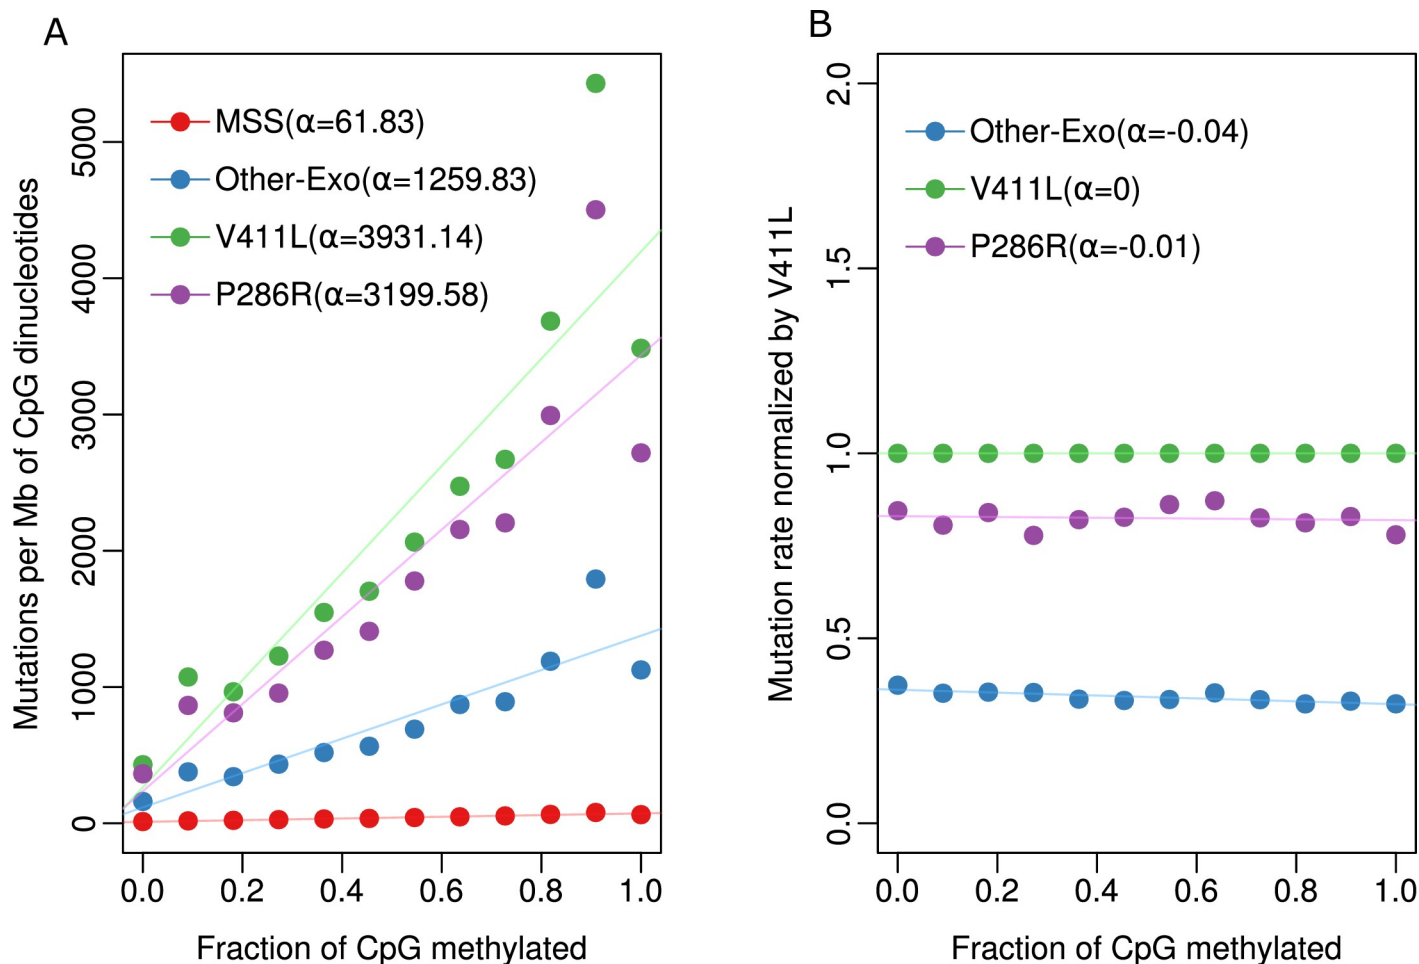 A
Mutations per Mb of CpG dinucleotides
5000
4000
3000
2000
1000
0
MSS(α=61.83)
Other-Exo(α=1259.83)
V411L(α=3931.14)
P286R(α=3199.58)
0.0 0.2 0.4 0.6 0.8 1.0
Fraction of CpG methylated
B
Mutation rate normalized by V411L
2.0
1.5
1.0
0.5
0.0
Other-Exo(α=-0.04)
V411L(α=0)
P286R(α=-0.01)
0.0 0.2 0.4 0.6 0.8 1.0
Fraction of CpG methylated